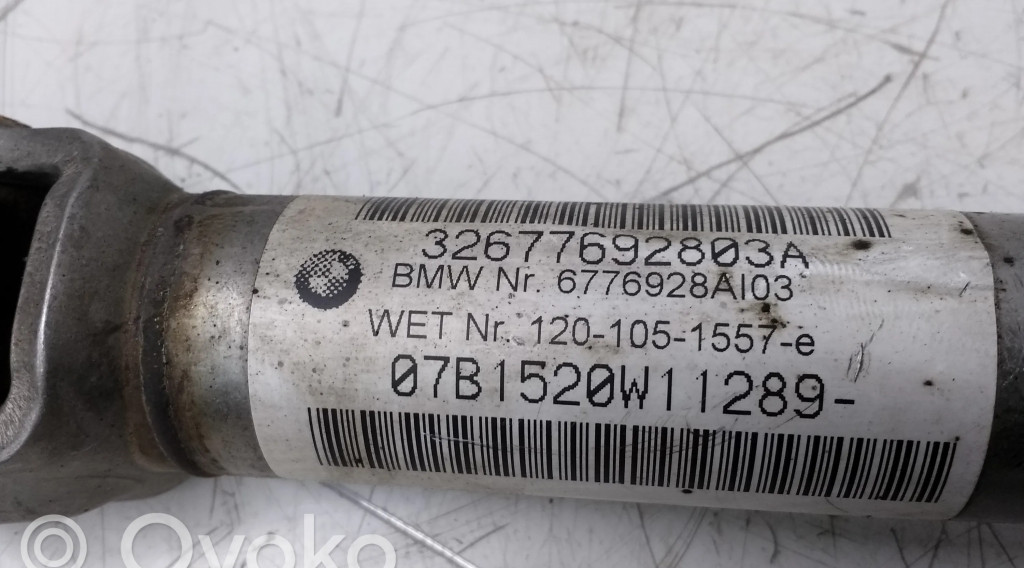 32677692803A
BMW Nr. 6776928AI03
WET Nr. 120-105-1557-e
07B1520W11289-
Ovoko